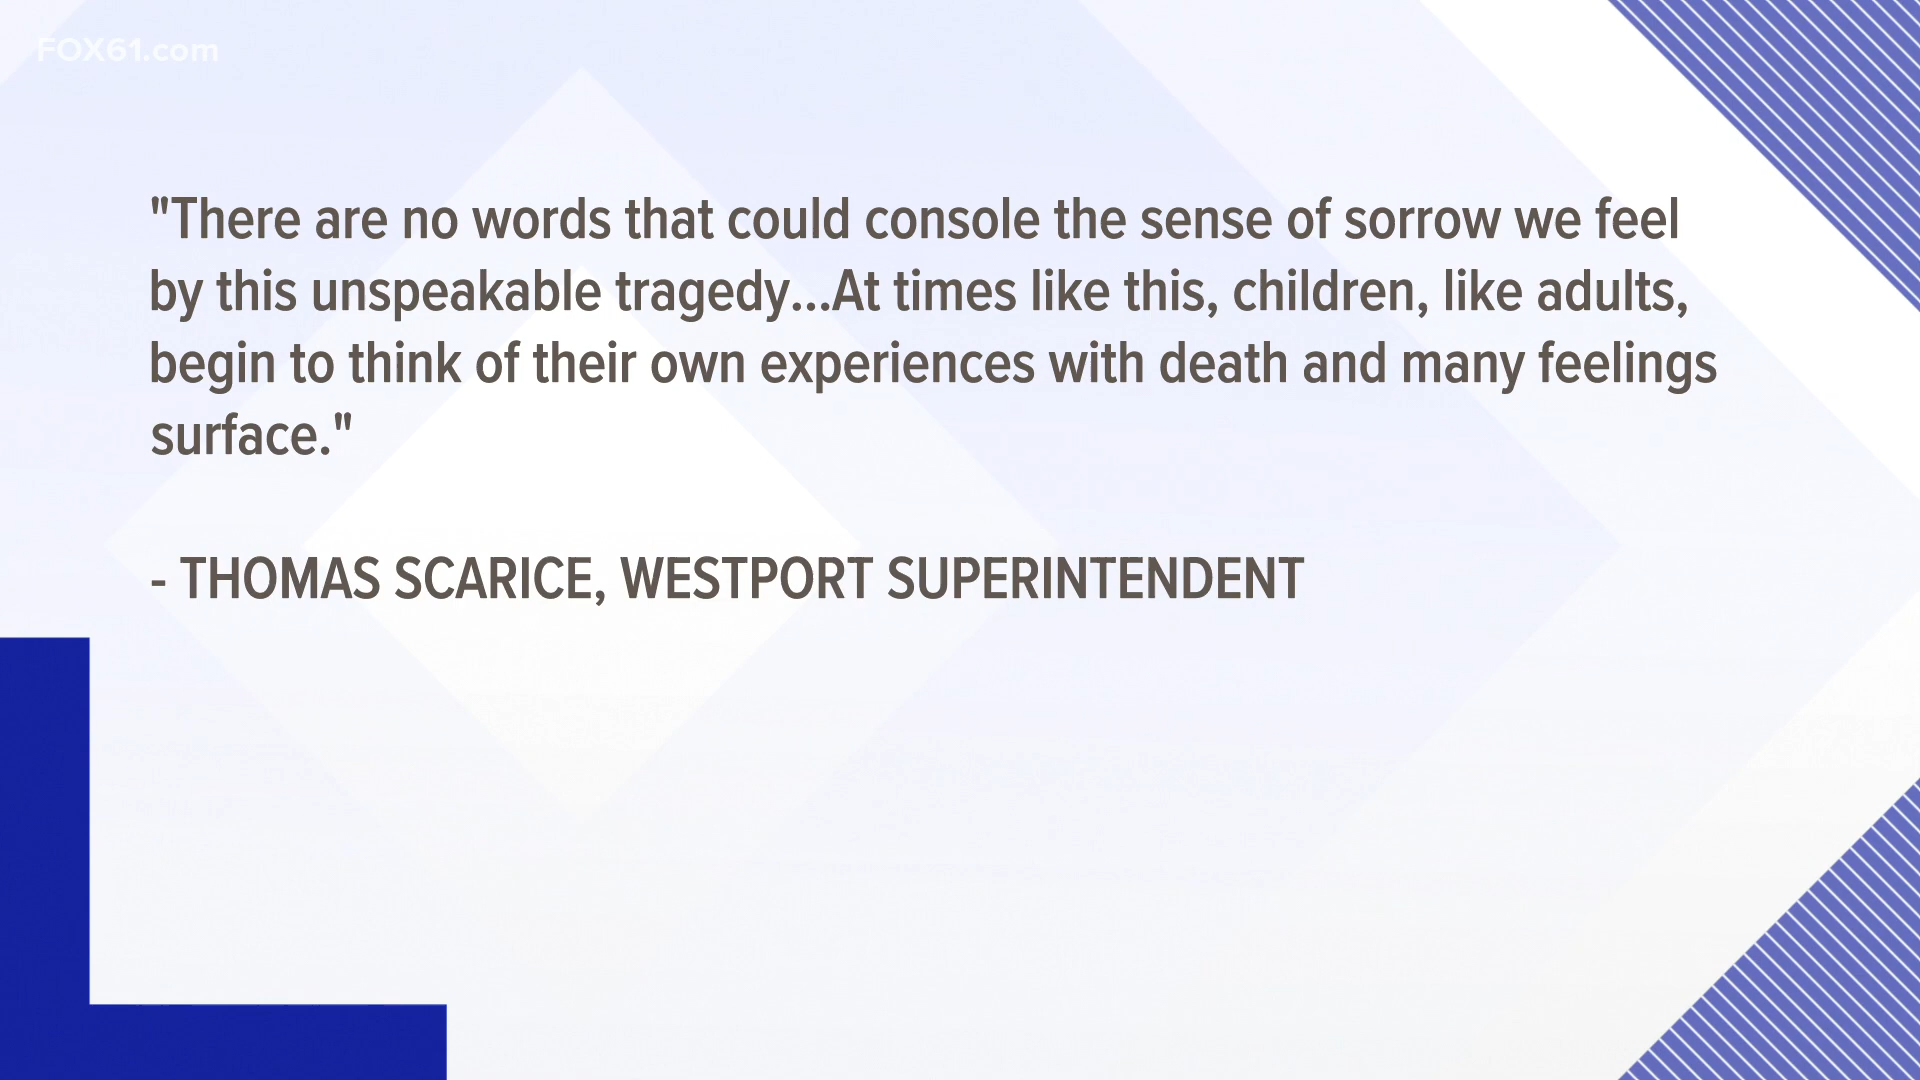 FOX61.com
"There are no words that could console the sense of sorrow we feel
by this unspeakable tragedy...At times like this, children, like adults,
begin to think of their own experiences with death and many feelings
surface."
- THOMAS SCARICE, WESTPORT SUPERINTENDENT